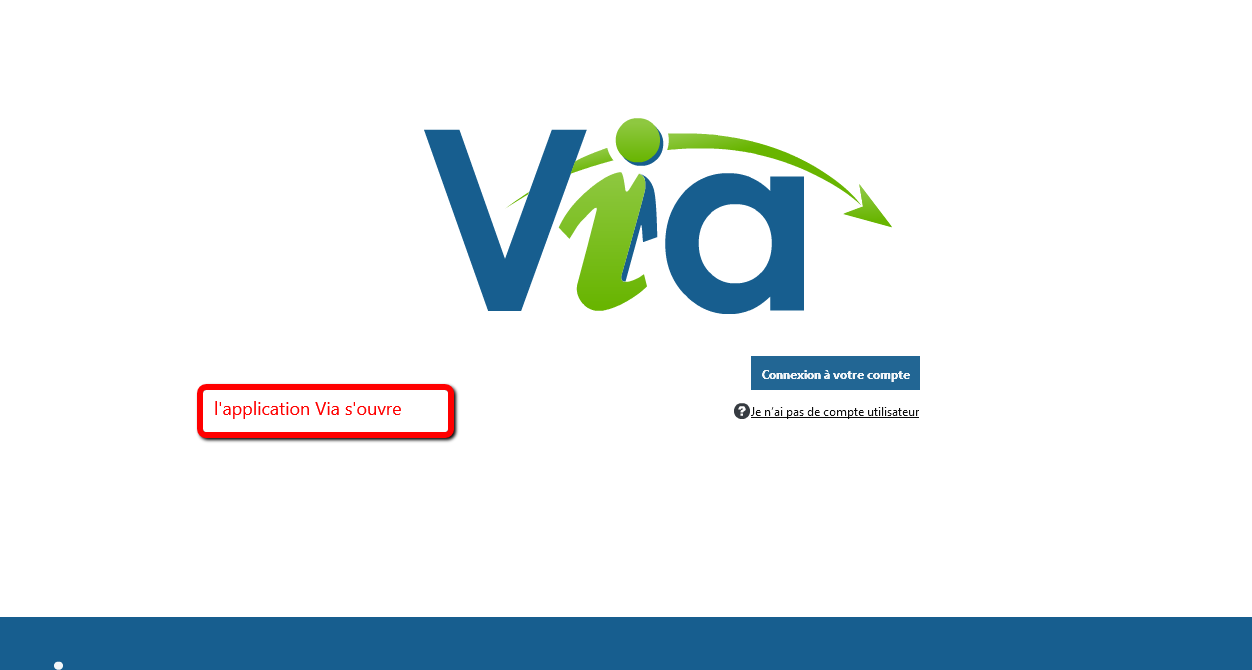 Via
Connexion à votre compte
l'application Via s'ouvre
?Je n'ai pas de compte utilisateur